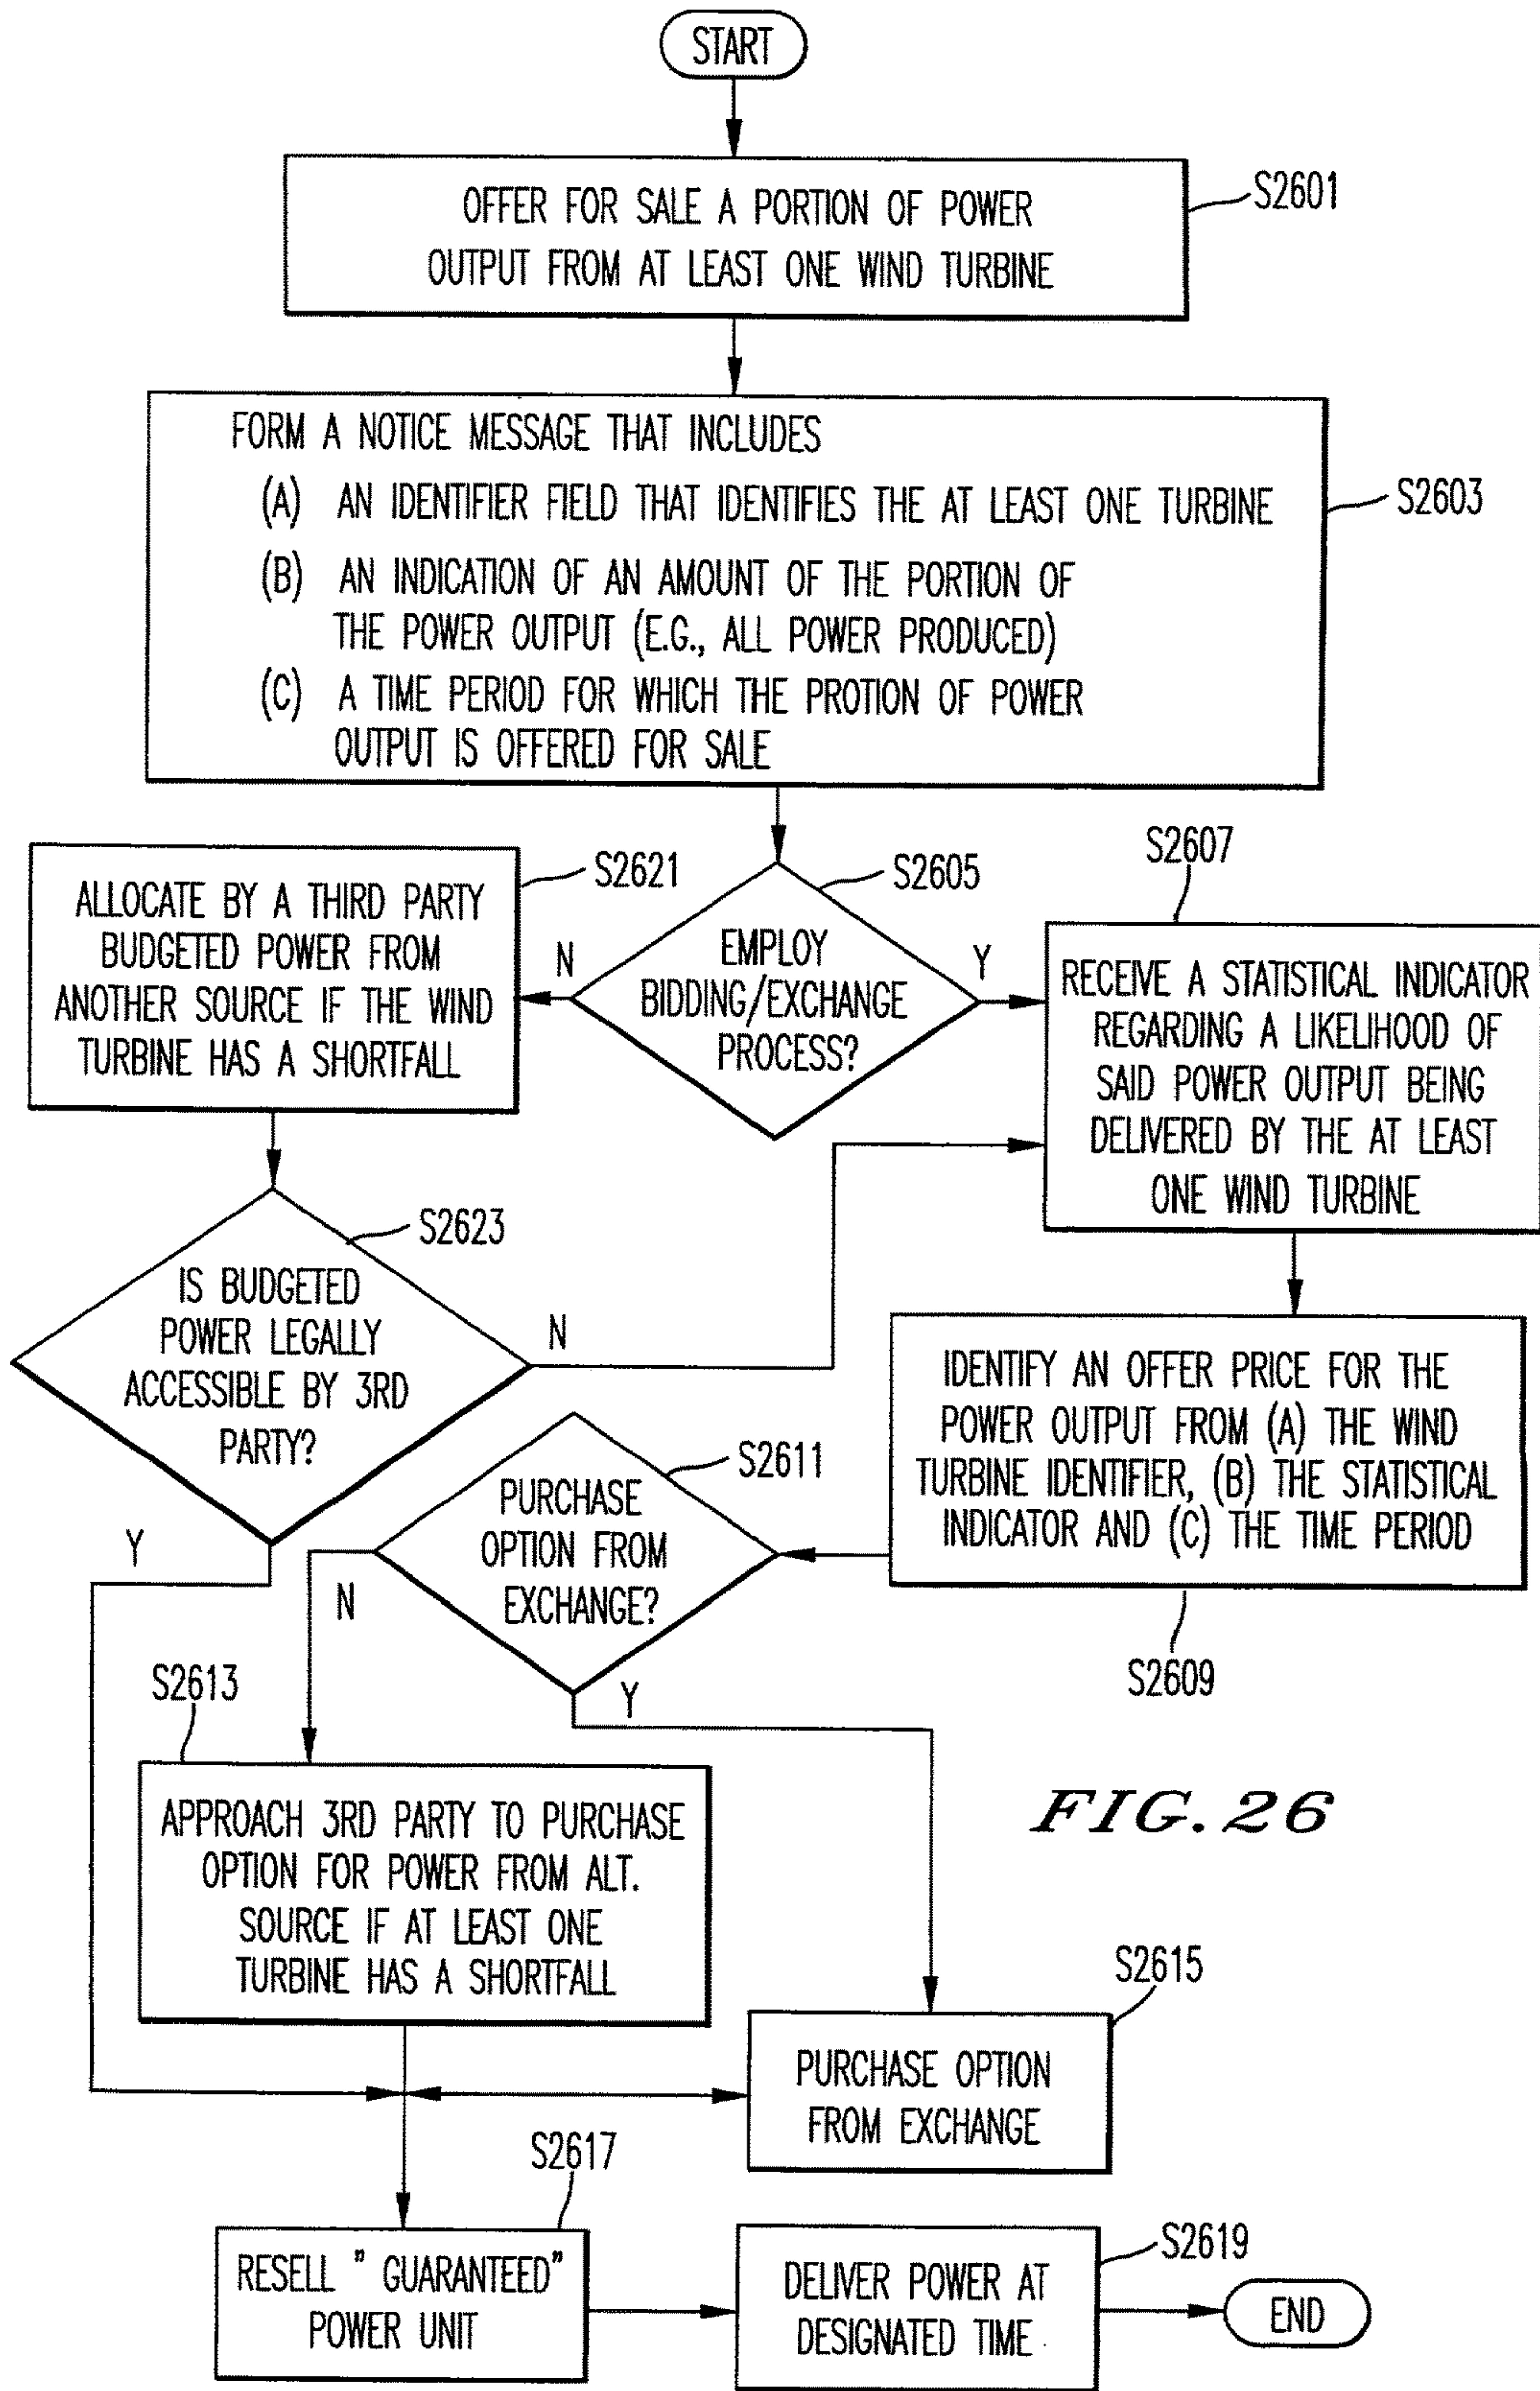 START
OFFER FOR SALE A PORTION OF POWER
OUTPUT FROM AT LEAST ONE WIND TURBINE
S2601
FORM A NOTICE MESSAGE THAT INCLUDES
(A) AN IDENTIFIER FIELD THAT IDENTIFIES THE AT LEAST ONE TURBINE
(B) AN INDICATION OF AN AMOUNT OF THE PORTION OF
THE POWER OUTPUT (E.G., ALL POWER PRODUCED)
(C) A TIME PERIOD FOR WHICH THE PROTION OF POWER
OUTPUT IS OFFERED FOR SALE
S2603
S2605
EMPLOY
BIDDING/EXCHANGE
PROCESS?
N
Y
S2621
ALLOCATE BY A THIRD PARTY
BUDGETED POWER FROM
ANOTHER SOURCE IF THE WIND
TURBINE HAS A SHORTFALL
S2607
RECEIVE A STATISTICAL INDICATOR
REGARDING A LIKELIHOOD OF
SAID POWER OUTPUT BEING
DELIVERED BY THE AT LEAST
ONE WIND TURBINE
S2623
IS BUDGETED
POWER LEGALLY
ACCESSIBLE BY 3RD
PARTY?
N
Y
IDENTIFY AN OFFER PRICE FOR THE
POWER OUTPUT FROM (A) THE WIND
TURBINE IDENTIFIER, (B) THE STATISTICAL
INDICATOR AND (C) THE TIME PERIOD
S2609
S2611
PURCHASE
OPTION FROM
EXCHANGE?
N
Y
S2613
APPROACH 3RD PARTY TO PURCHASE
OPTION FOR POWER FROM ALT.
SOURCE IF AT LEAST ONE
TURBINE HAS A SHORTFALL
FIG. 26
S2615
PURCHASE OPTION
FROM EXCHANGE
S2617
RESELL " GUARANTEED"
POWER UNIT
S2619
DELIVER POWER AT
DESIGNATED TIME
END